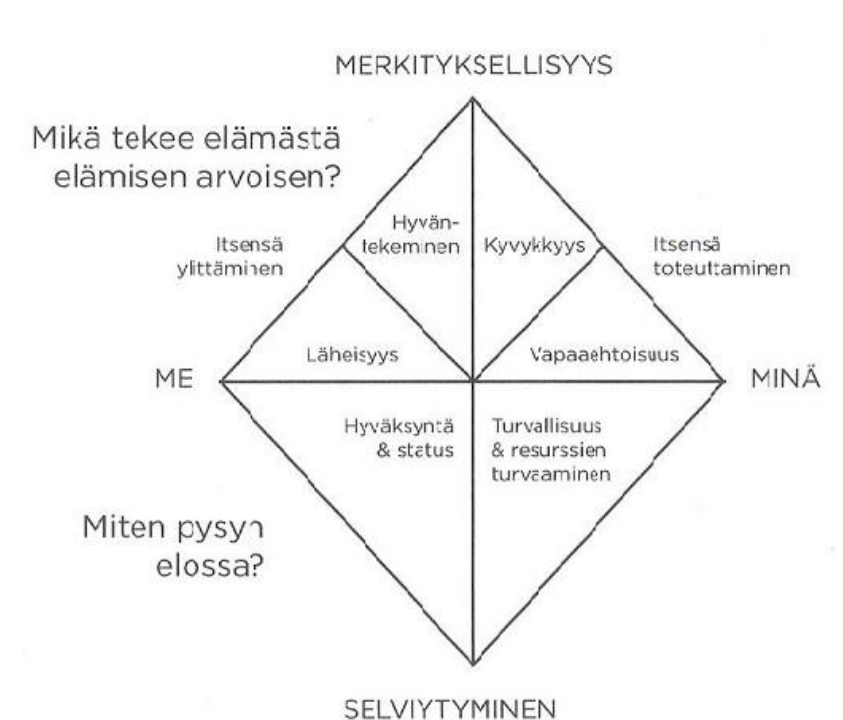 MERKITYKSELLISYYS
Mikä tekee elämästä
elämisen arvoisen?
Hyvän-
tekeminen
Kyvykkyys
Itsensä
ylittäminen
Itsensä
toteuttaminen
Läheisyys
Vapaaehtoisuus
ME
MINÄ
Hyväksyntä
& status
Turvallisuus
& resurssien
turvaaminen
Miten pysyn
elossa?
SELVIYTYMINEN